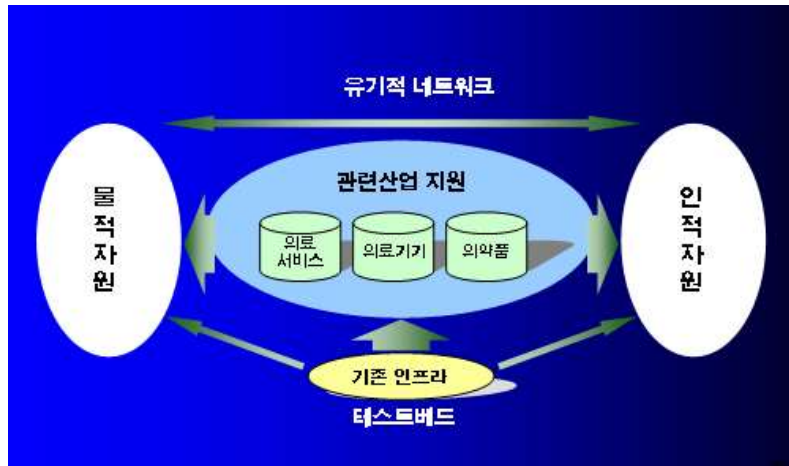 유기적 네트워크
물
적
자
원
관련산업 지원
의료
서비스
의료기기
의약품
인
적
자
원
기존 인프라
테스트베드